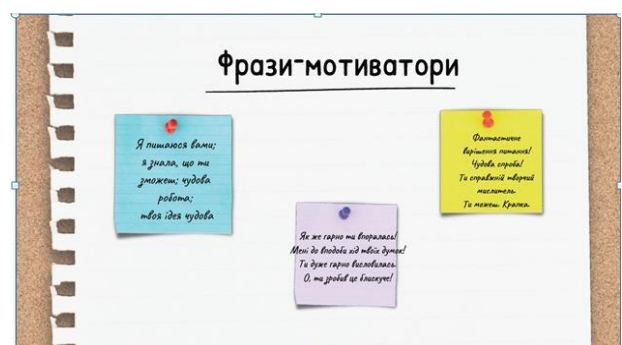 Фрази-мотиватори
Я пишаюся вами;
я знала, що ти
зможеш; чудова
робота;
твоя ідея чудова
Як же гарно ти впоралась!
Мені до вподоби хід твоїх думок!
Ти дуже гарно висловилась.
О, ти зробив це блискуче!
Фантастичне
вирішення питання!
Чудова спроба!
Ти справжній творчий
мислитель.
Ти можеш. Крапка.